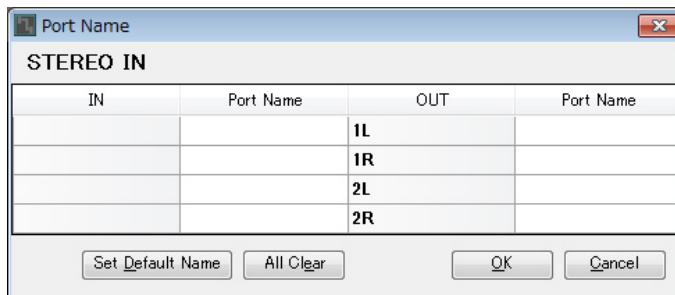 Port Name
STEREO IN
IN Port Name OUT Port Name
1L
1R
2L
2R
Set Default Name All Clear OK Cancel